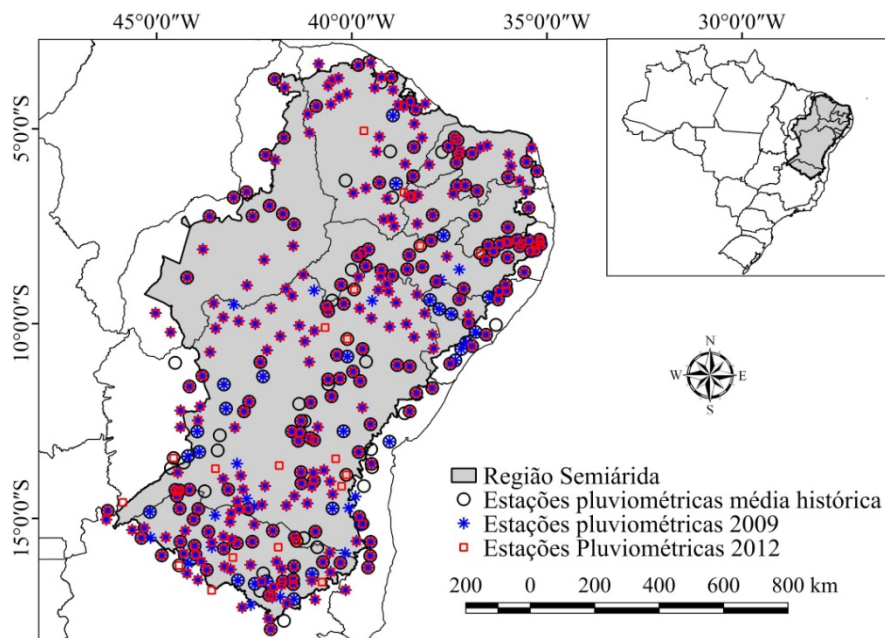 45°0'0"W 40°0'0"W 35°0'0"W 30°0'0"W
5°0'0"S
10°0'0"S
15°0'0"S
N
W E
S
Região Semiárida
Estações pluviométricas média histórica
Estações pluviométricas 2009
Estações Pluviométricas 2012
200 0 200 400 600 800 km